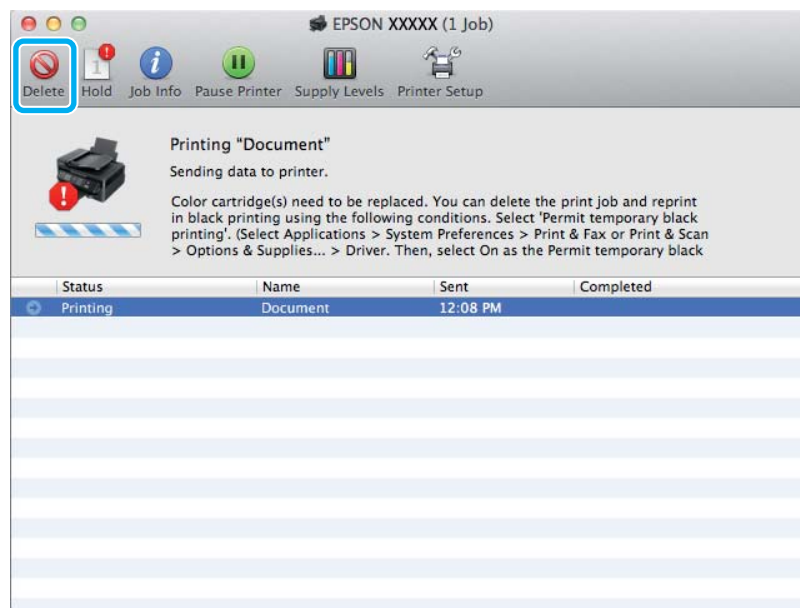 EPSON XXXXX (1 Job)
Delete Hold Job Info Pause Printer Supply Levels Printer Setup
Printing "Document"
Sending data to printer.
Color cartridge(s) need to be replaced. You can delete the print job and reprint
in black printing using the following conditions. Select 'Permit temporary black
printing'. (Select Applications > System Preferences > Print & Fax or Print & Scan
> Options & Supplies... > Driver. Then, select On as the Permit temporary black
Status Name Sent Completed
Printing Document 12:08 PM